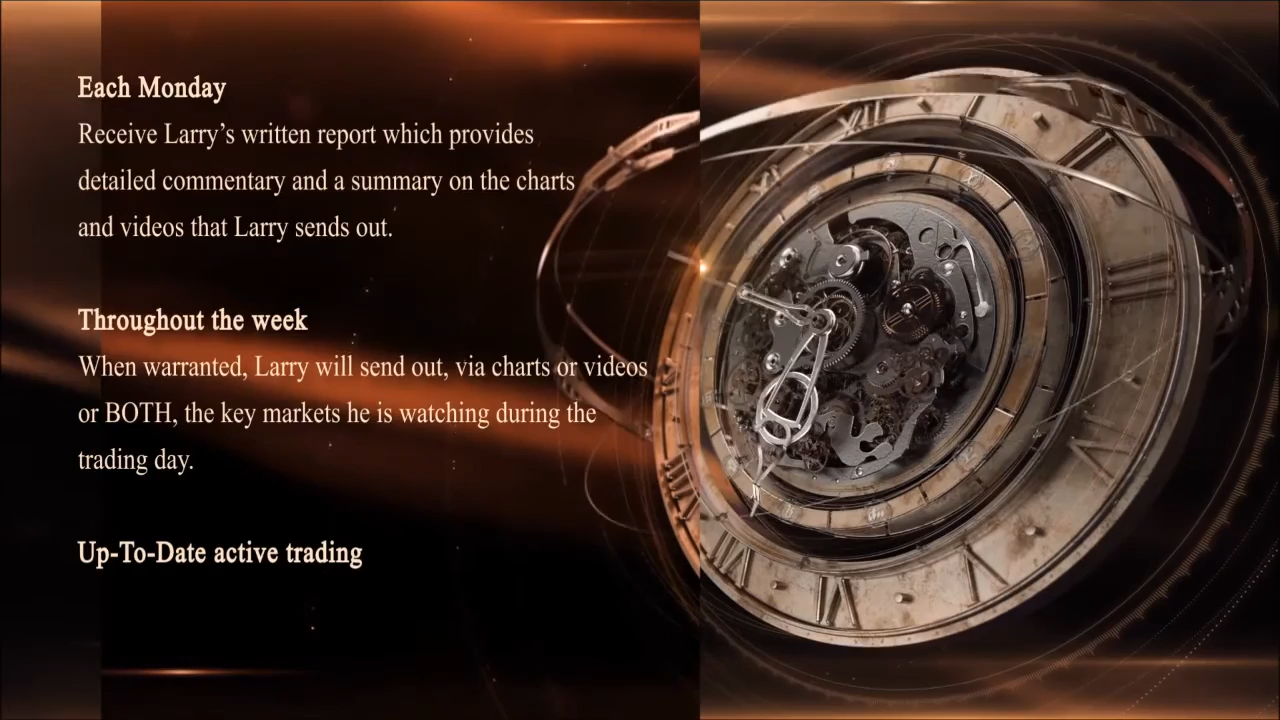 Each Monday
Receive Larry’s written report which provides
detailed commentary and a summary on the charts
and videos that Larry sends out.
Throughout the week
When warranted, Larry will send out, via charts or videos
or BOTH, the key markets he is watching during the
trading day.
Up-To-Date active trading